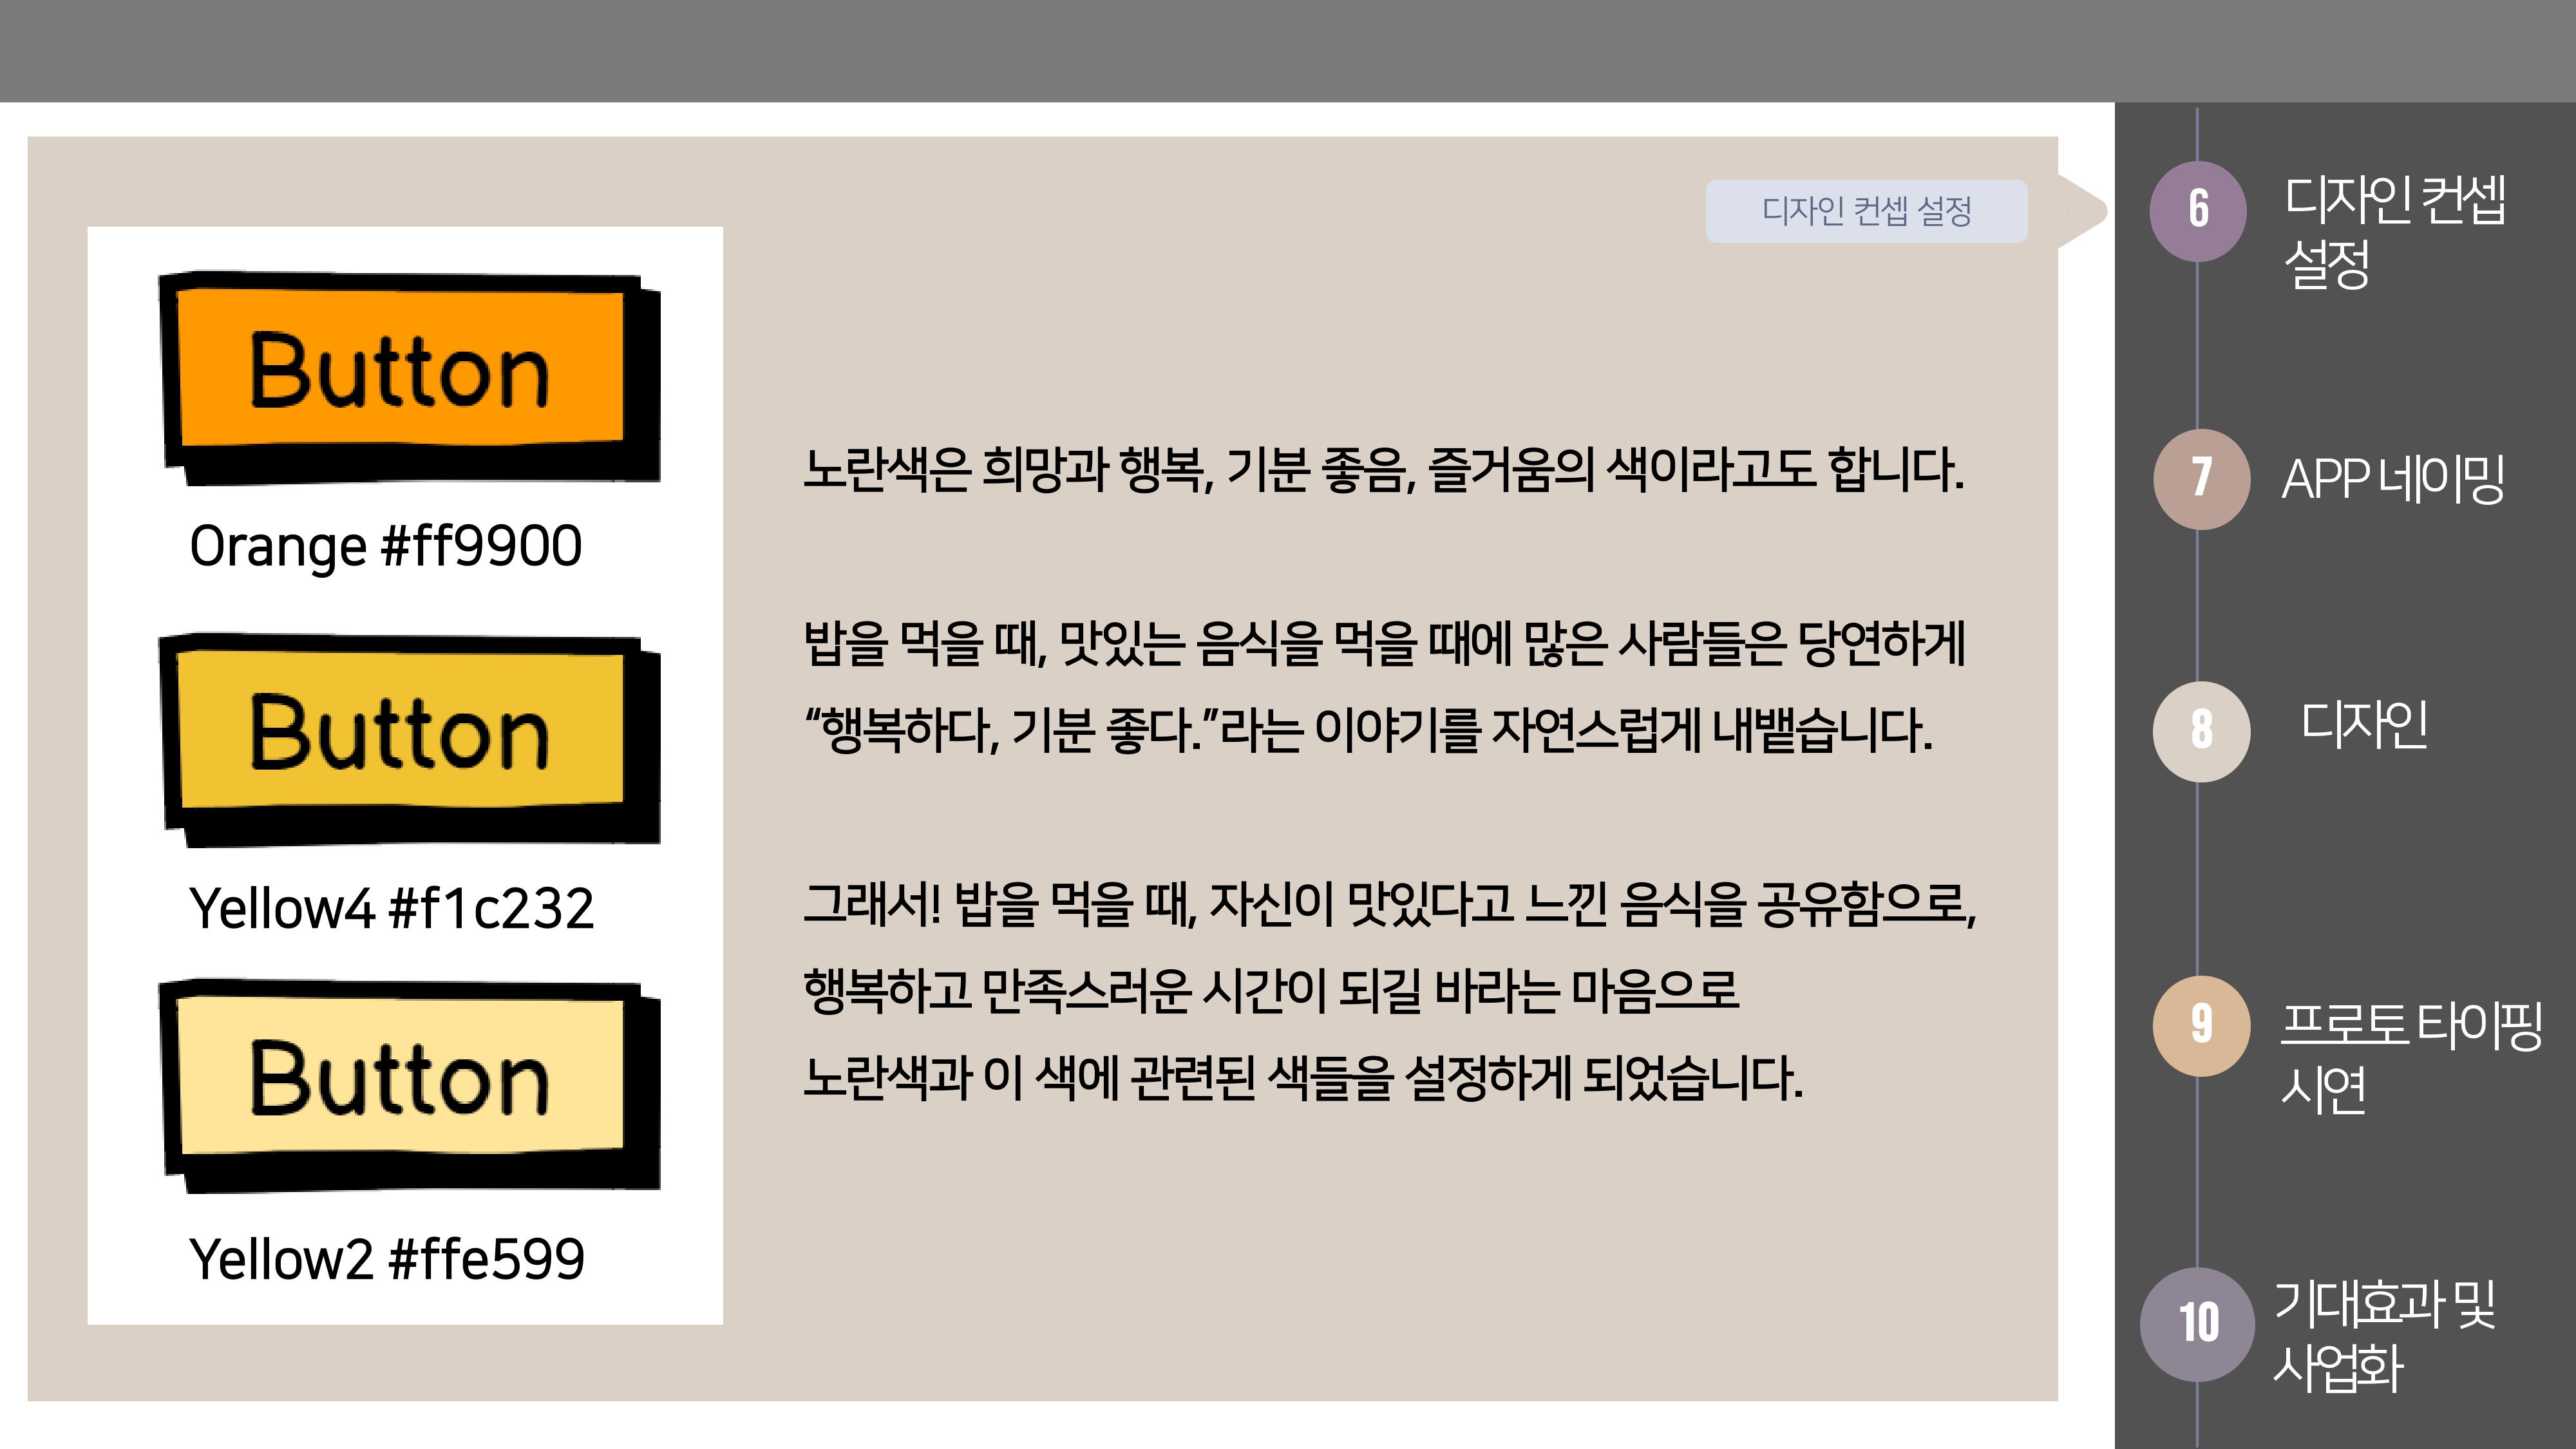 디자인 컨셉 설정
Button
Orange #ff9900
Button
Yellow4 #f1c232
Button
Yellow2 #ffe599
노란색은 희망과 행복, 기분 좋음, 즐거움의 색이라고도 합니다.
밥을 먹을 때, 맛있는 음식을 먹을 때에 많은 사람들은 당연하게
“행복하다, 기분 좋다.”라는 이야기를 자연스럽게 내뱉습니다.
그래서! 밥을 먹을 때, 자신이 맛있다고 느낀 음식을 공유함으로,
행복하고 만족스러운 시간이 되길 바라는 마음으로
노란색과 이 색에 관련된 색들을 설정하게 되었습니다.
6
디자인 컨셉
설정
7
APP 네이밍
8
디자인
9
프로토 타이핑
시연
10
기대효과 및
사업화